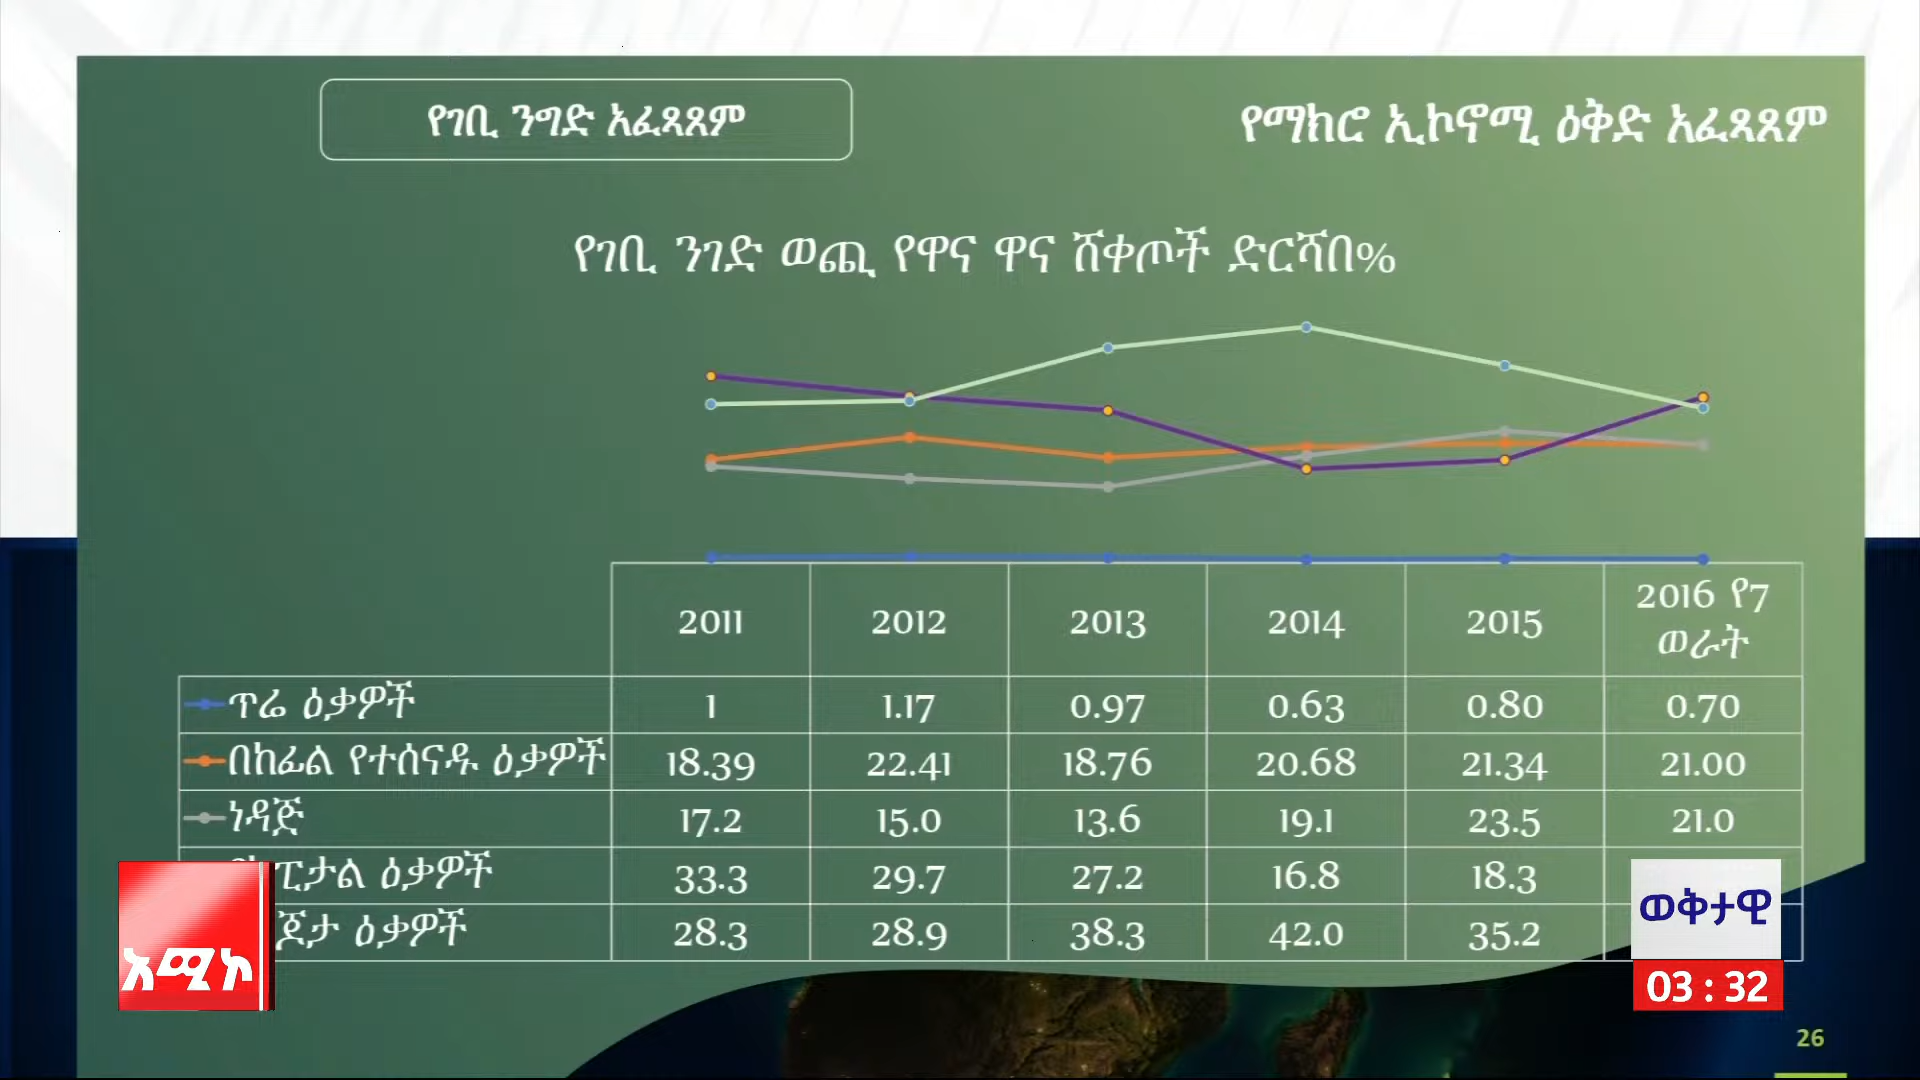 የገቢ ንግድ አፈጻጸም
የማክሮ ኢኮኖሚ ዕቅድ አፈጻጸም
የገቢ ንገድ ወጪ የዋና ዋና ሸቀጦች ድርሻበ%
2011 2012 2013 2014 2015 2016 የ7 ወራት
ጥሬ ዕቃዎች 1 1.17 0.97 0.63 0.80 0.70
በከፊል የተሰናዱ ዕቃዎች 18.39 22.41 18.76 20.68 21.34 21.00
ነዳጅ 17.2 15.0 13.6 19.1 23.5 21.0
ዕቃዎች 33.3 29.7 27.2 16.8 18.3
ዕቃዎች 28.3 28.9 38.3 42.0 35.2
አሚኮ
ወቅታዊ
03 : 32
26